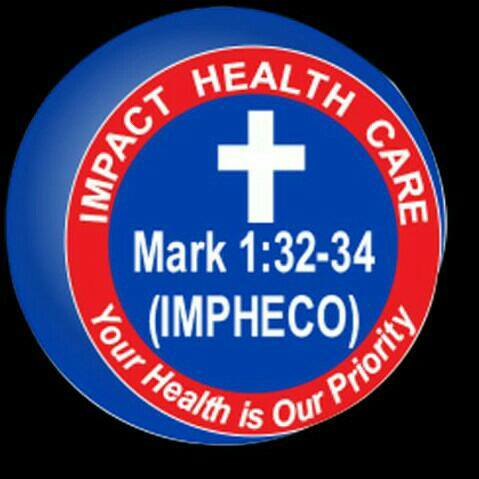 IMPACT HEALTH CARE
Mark 1:32-34
(IMPHECO)
Your Health is Our Priority